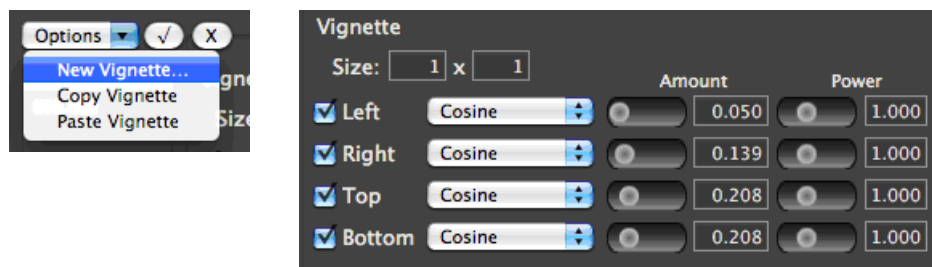 Options √ X
New Vignette...
Copy Vignette
Paste Vignette
Vignette
Size: 1 x 1
Amount Power
Left Cosine 0.050 1.000
Right Cosine 0.139 1.000
Top Cosine 0.208 1.000
Bottom Cosine 0.208 1.000